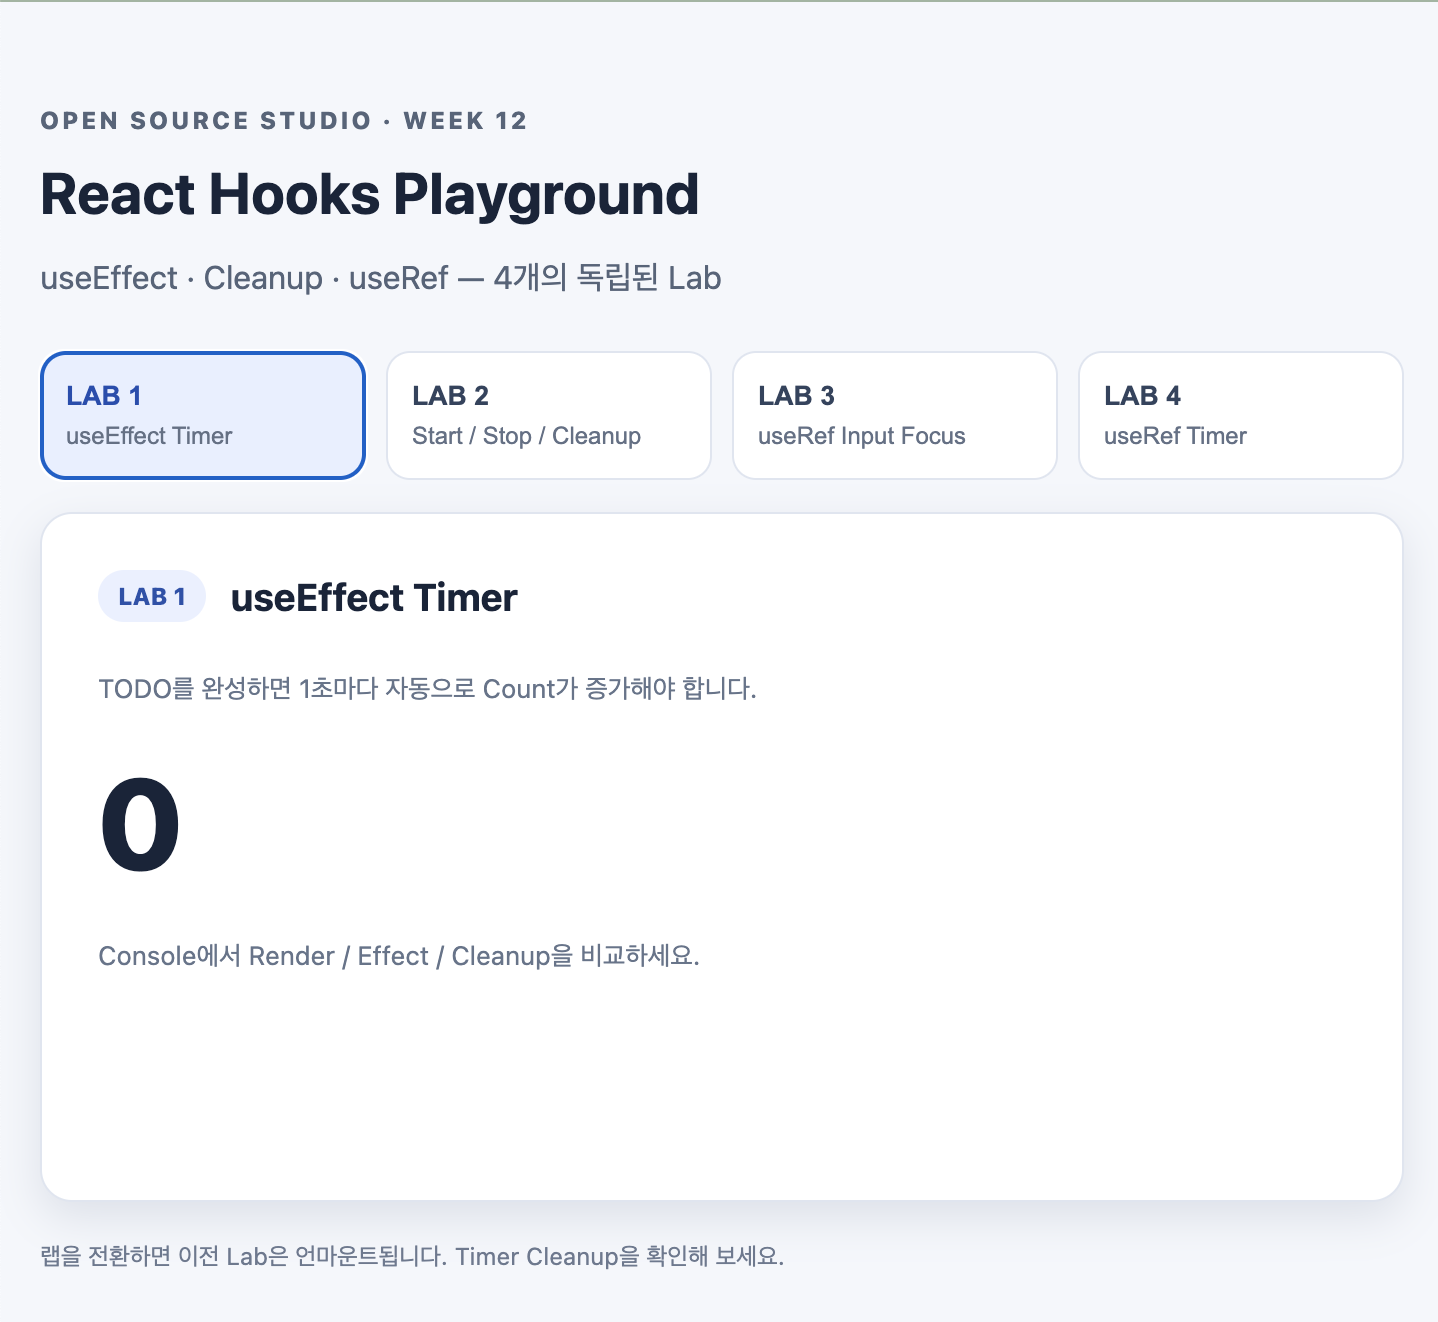 OPEN SOURCE STUDIO · WEEK 12
React Hooks Playground
useEffect · Cleanup · useRef — 4개의 독립된 Lab
LAB 1
useEffect Timer
LAB 2
Start / Stop / Cleanup
LAB 3
useRef Input Focus
LAB 4
useRef Timer
LAB 1 useEffect Timer
TODO를 완성하면 1초마다 자동으로 Count가 증가해야 합니다.
0
Console에서 Render / Effect / Cleanup을 비교하세요.
랩을 전환하면 이전 Lab은 언마운트됩니다. Timer Cleanup을 확인해 보세요.